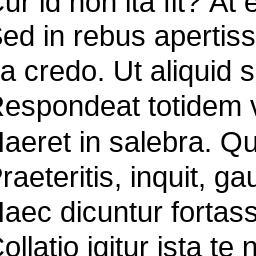 Cur id non ita fit? At e
Sed in rebus apertiss
a credo. Ut aliquid s
Respondeat totidem v
Haeret in salebra. Qu
Praeteritis, inquit, gau
Haec dicuntur fortass
Collatio igitur ista te n